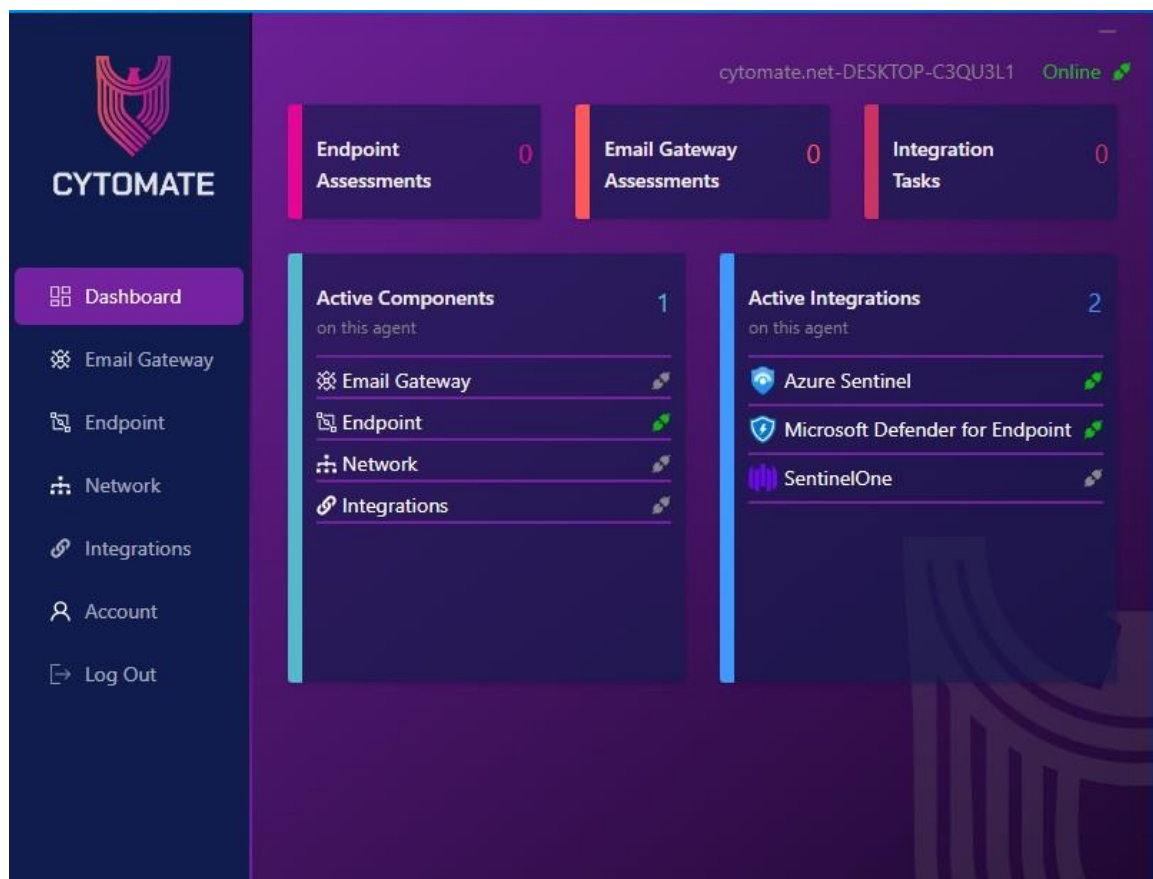 CYTOMATE
Dashboard
Email Gateway
Endpoint
Network
Integrations
Account
Log Out
cytomate.net-DESKTOP-C3QU3L1 Online
Endpoint 0
Assessments
Email Gateway 0
Assessments
Integration 0
Tasks
Active Components 1
on this agent
Email Gateway
Endpoint
Network
Integrations
Active Integrations 2
on this agent
Azure Sentinel
Microsoft Defender for Endpoint
SentinelOne